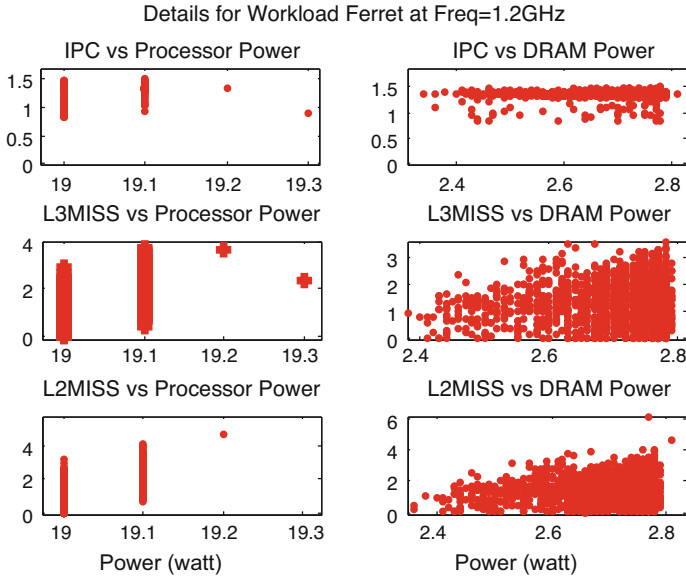 Details for Workload Ferret at Freq=1.2GHz
IPC vs Processor Power
1.5
1
0.5
0
19 19.1 19.2 19.3
IPC vs DRAM Power
1.5
1
0.5
0
2.4 2.6 2.8
L3MISS vs Processor Power
4
2
0
19 19.1 19.2 19.3
L3MISS vs DRAM Power
3
2
1
0
2.4 2.6 2.8
L2MISS vs Processor Power
4
2
0
19 19.1 19.2 19.3
Power (watt)
L2MISS vs DRAM Power
6
4
2
0
2.4 2.6 2.8
Power (watt)